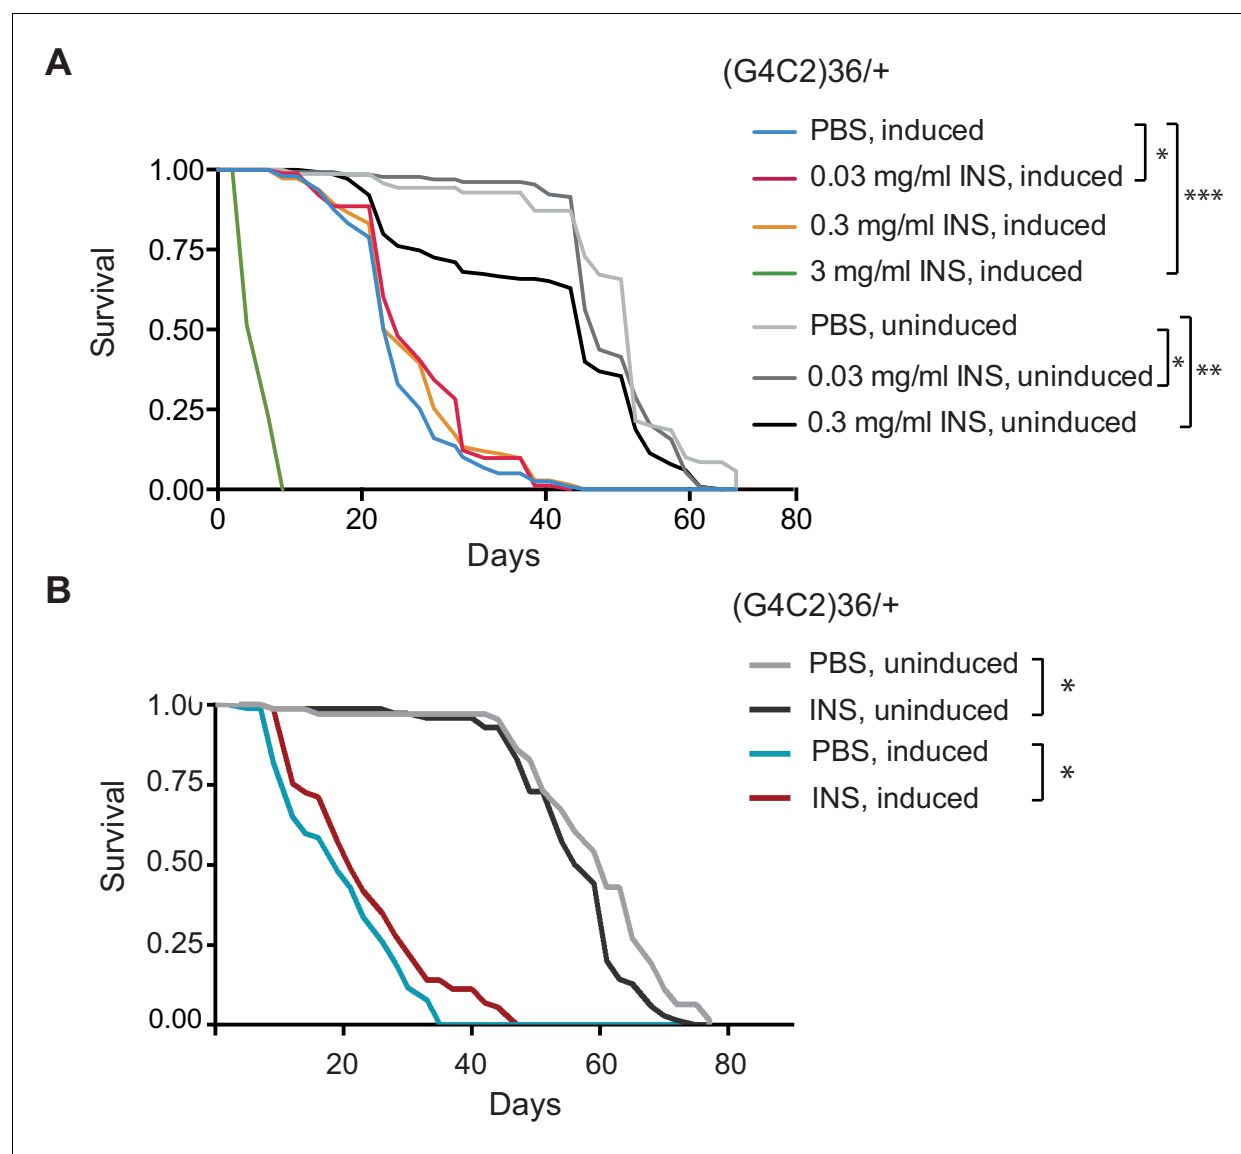 A
(G4C2)36/+
PBS, induced
0.03 mg/ml INS, induced
0.3 mg/ml INS, induced
3 mg/ml INS, induced
PBS, uninduced
0.03 mg/ml INS, uninduced
0.3 mg/ml INS, uninduced
*
***
*
**
Survival
1.00
0.75
0.50
0.25
0.00
0 20 40 60 80
Days
B
(G4C2)36/+
PBS, uninduced
INS, uninduced
PBS, induced
INS, induced
*
*
Survival
1.00
0.75
0.50
0.25
0.00
20 40 60 80
Days